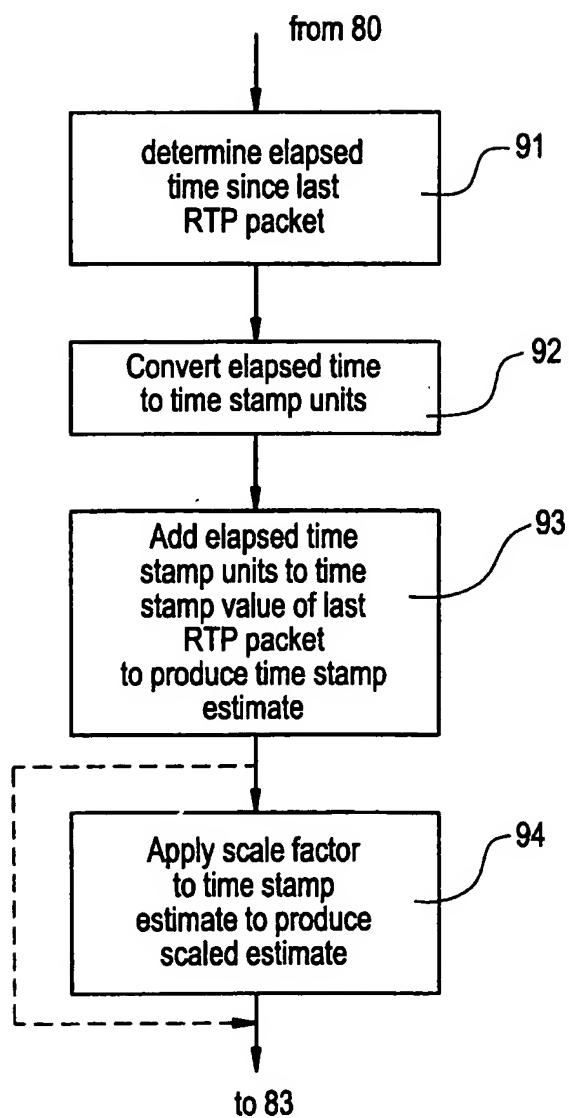 from 80
determine elapsed
time since last
RTP packet
91
Convert elapsed time
to time stamp units
92
Add elapsed time
stamp units to time
stamp value of last
RTP packet
to produce time stamp
estimate
93
Apply scale factor
to time stamp
estimate to produce
scaled estimate
94
to 83